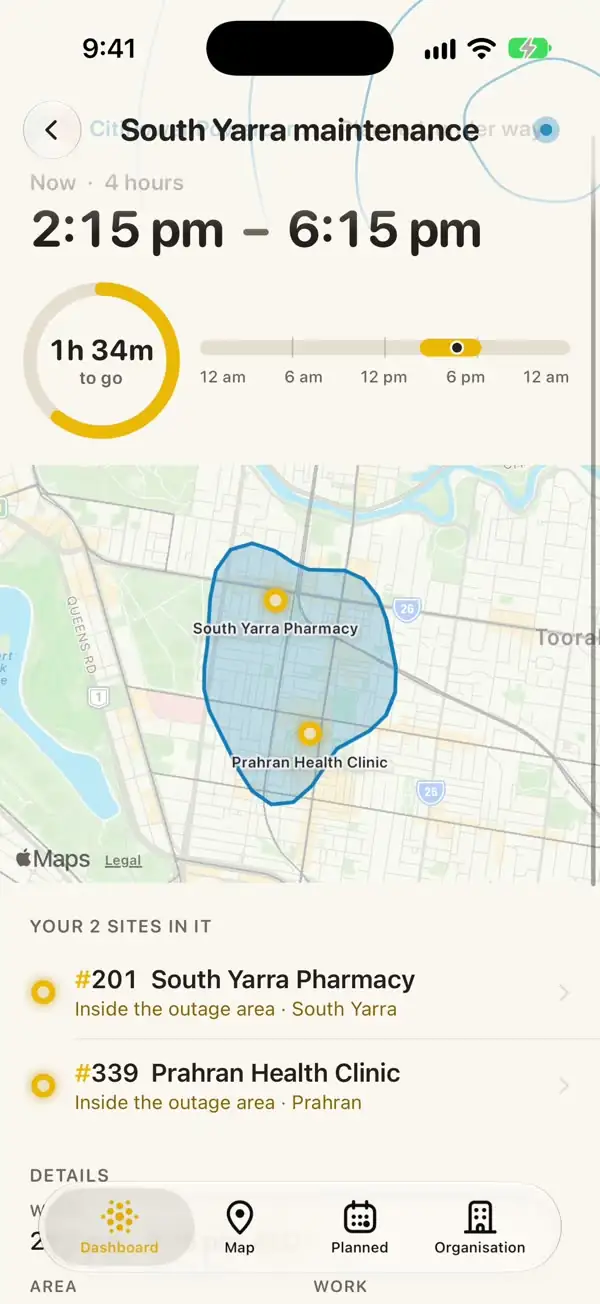 9:41
South Yarra maintenance
Now · 4 hours
2:15 pm – 6:15 pm
1h 34m
to go
12 am 6 am 12 pm 6 pm 12 am
26
South Yarra Pharmacy
QUEENS RD
1
Prahran Health Clinic
26
Maps Legal
YOUR 2 SITES IN IT
#201 South Yarra Pharmacy
Inside the outage area · South Yarra
#339 Prahran Health Clinic
Inside the outage area · Prahran
DETAILS
Dashboard Map Planned Organisation
AREA WORK